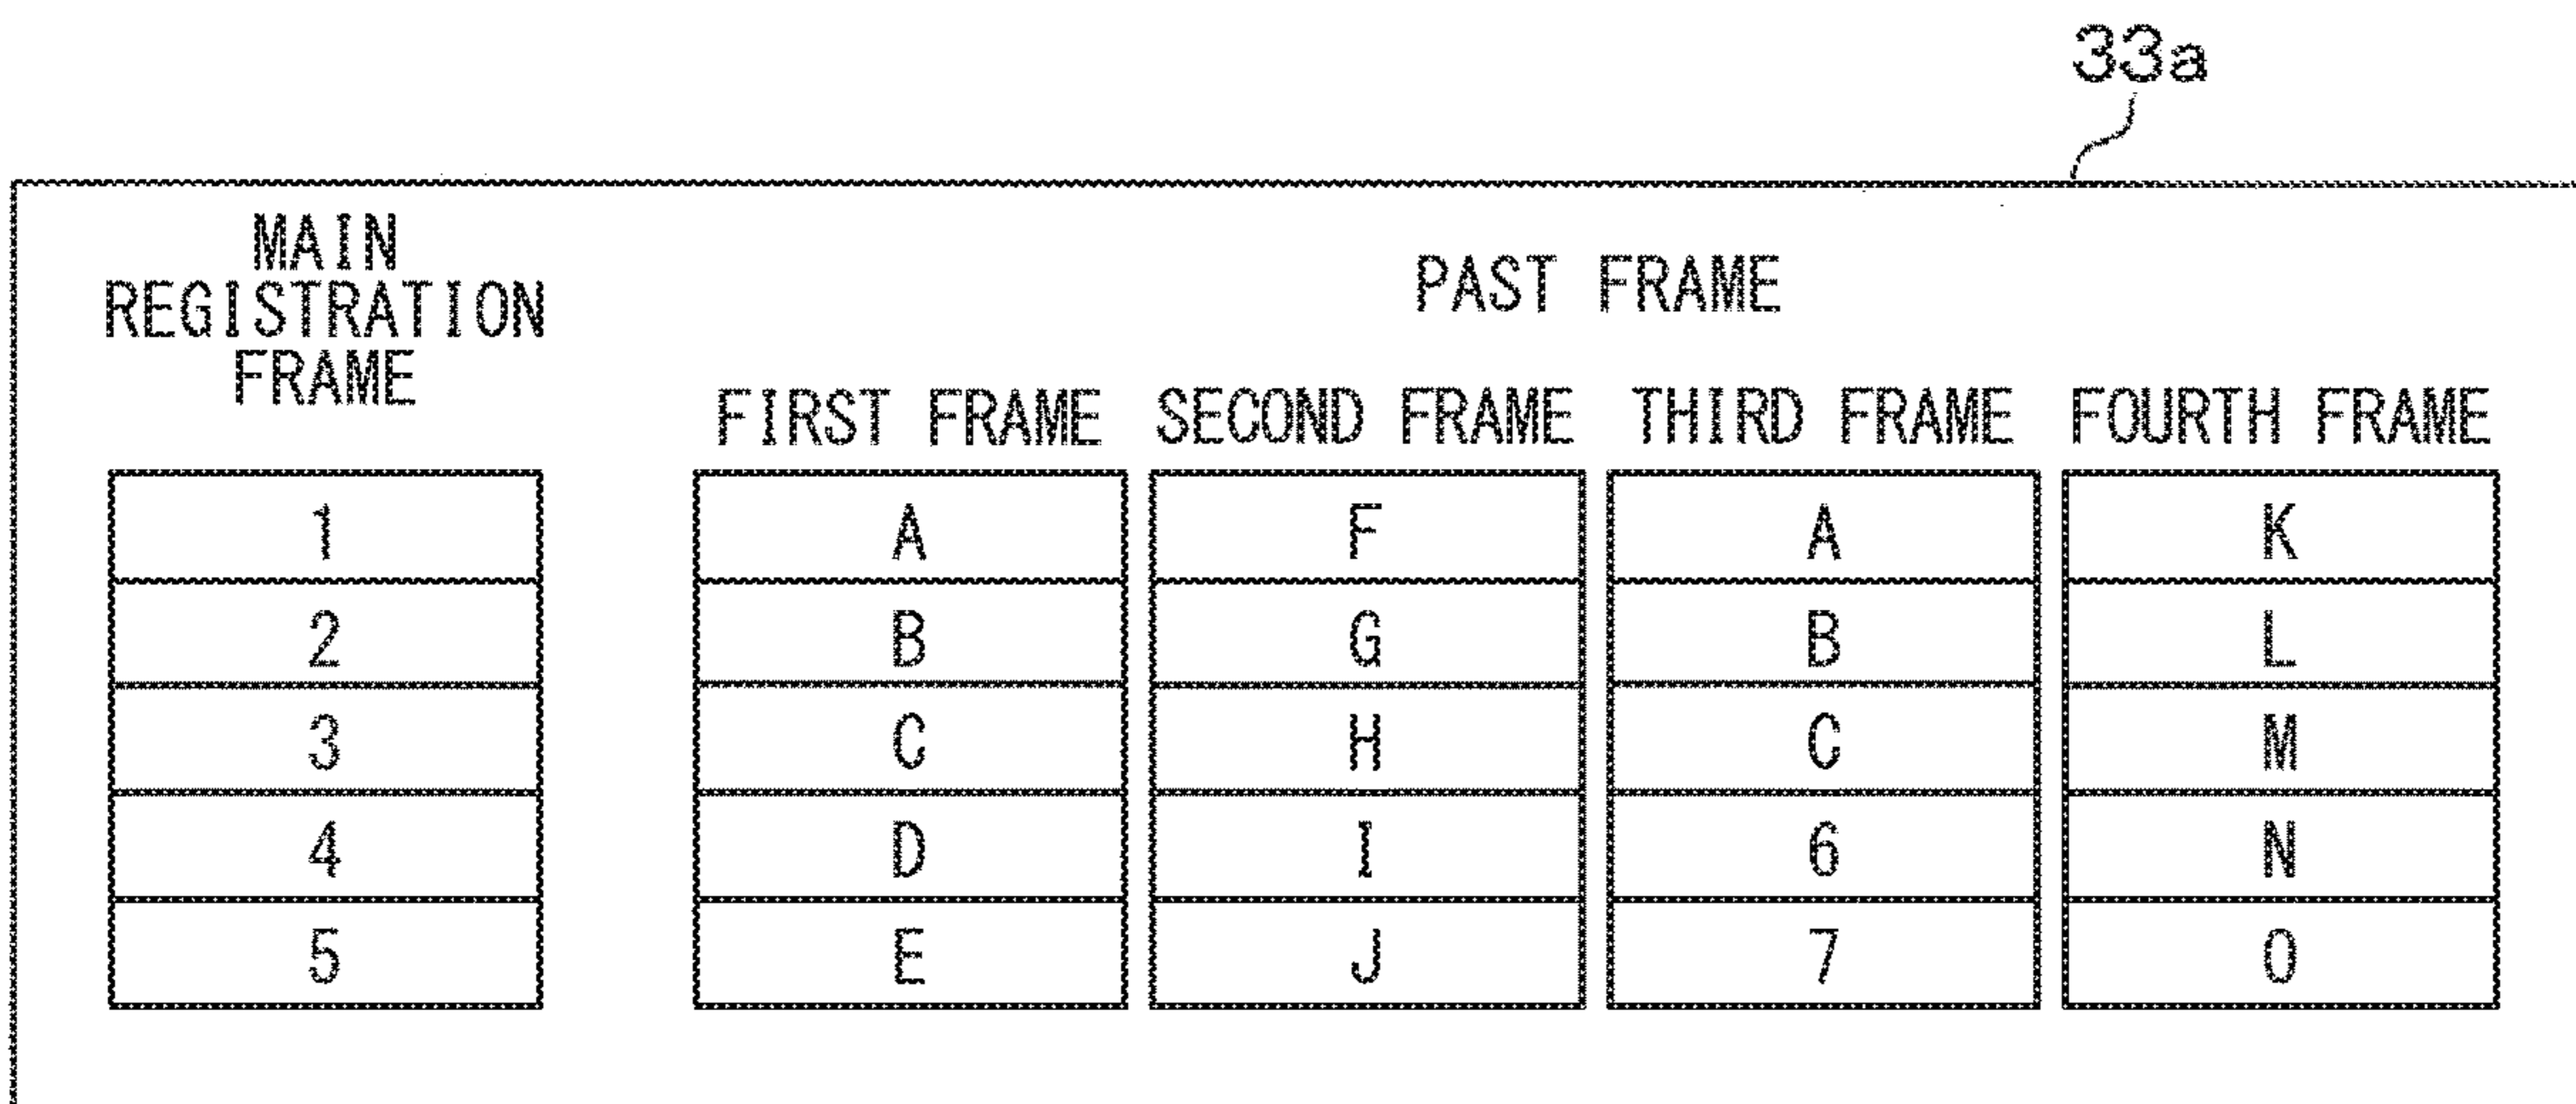 33a
MAIN
REGISTRATION
FRAME
PAST FRAME
FIRST FRAME SECOND FRAME THIRD FRAME FOURTH FRAME
1 A F A K
2 B G B L
3 C H C M
4 D I 6 N
5 E J 7 O